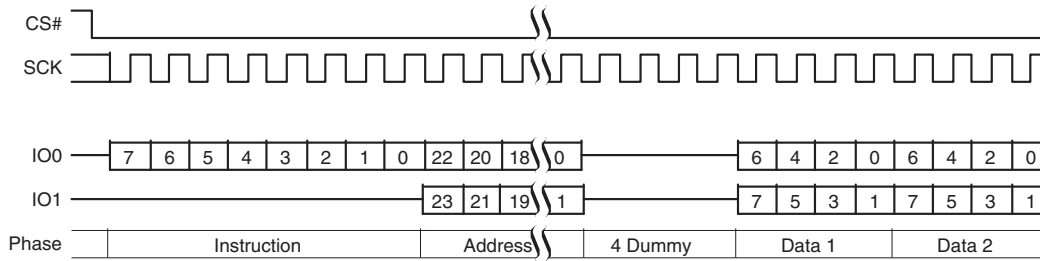 CS#
SCK
IO0 7 6 5 4 3 2 1 0 22 20 18 0 6 4 2 0 6 4 2 0
IO1 23 21 19 1 7 5 3 1 7 5 3 1
Phase Instruction Address 4 Dummy Data 1 Data 2